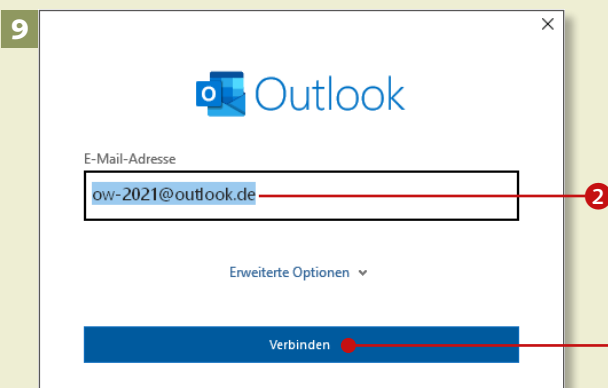 9
Outlook
E-Mail-Adresse
ow-2021@outlook.de
2
Erweiterte Optionen
Verbinden